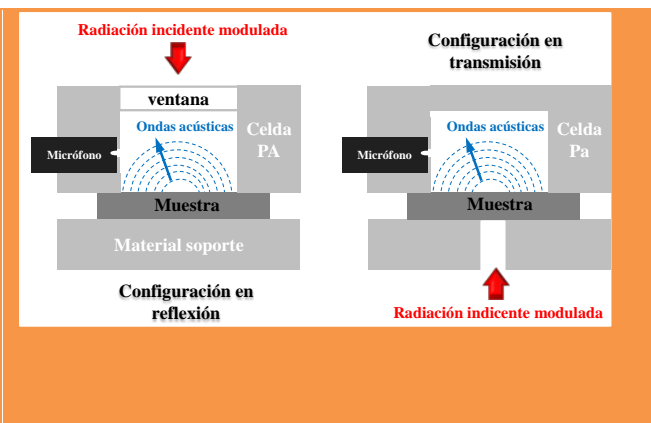 Radiación incidente modulada
ventana
Ondas acústicas
Celda
PA
Micrófono
Muestra
Material soporte
Configuración en
reflexión
Configuración en
transmisión
Ondas acústicas
Celda
Pa
Micrófono
Muestra
Radiación indicente modulada